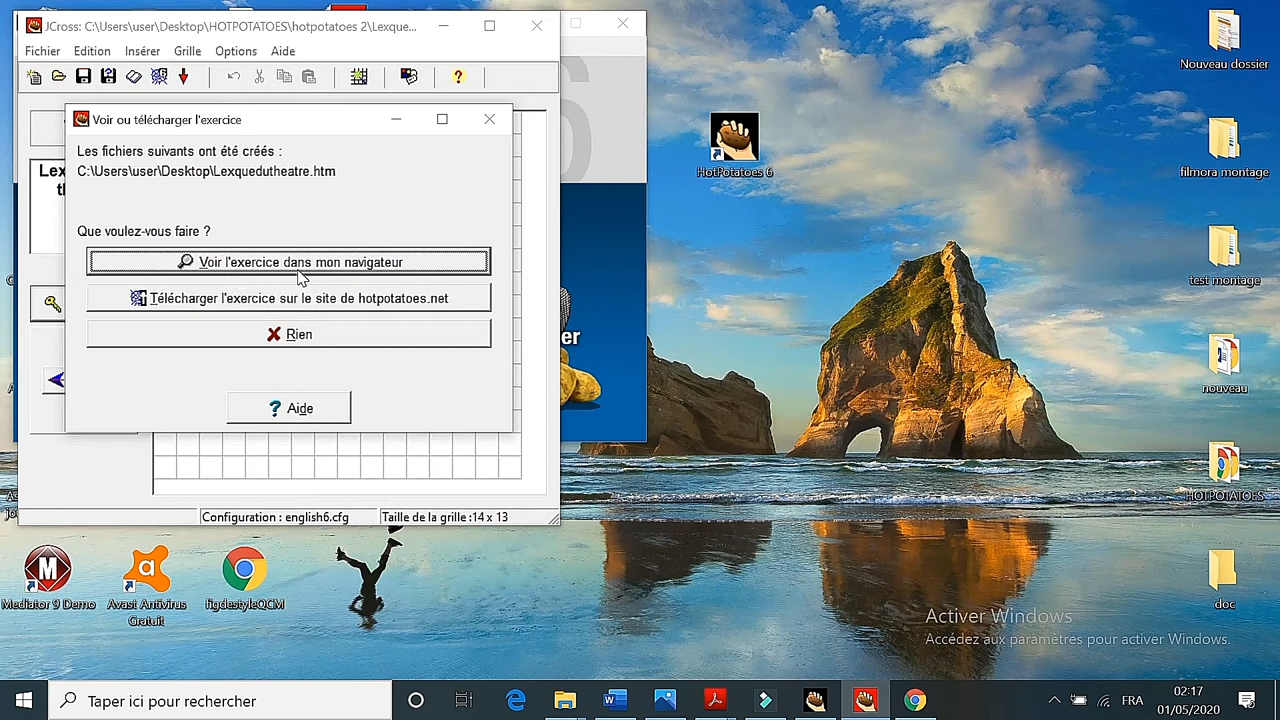 JCross: C:\Users\user\Desktop\HOTPOTATOES\hotpotatoes 2\Lexque...
Fichier Edition Insérer Grille Options Aide
Voir ou télécharger l'exercice
Les fichiers suivants ont été créés :
C:\Users\user\Desktop\Lexquedutheatre.htm
Que voulez-vous faire ?
Voir l'exercice dans mon navigateur
Télécharger l'exercice sur le site de hotpotatoes.net
Rien
Aide
Configuration : english6.cfg
Taille de la grille :14 x 13
HotPotatoes 6
Nouveau dossier
filmora montage
test montage
nouveau
HOTPOTATOES
doc
Mediator 9 Demo
Avast Antivirus
Gratuit
figdestyleQCM
Activer Windows
Accédez aux paramètres pour activer Windows.
Taper ici pour rechercher
FRA
02:17
01/05/2020